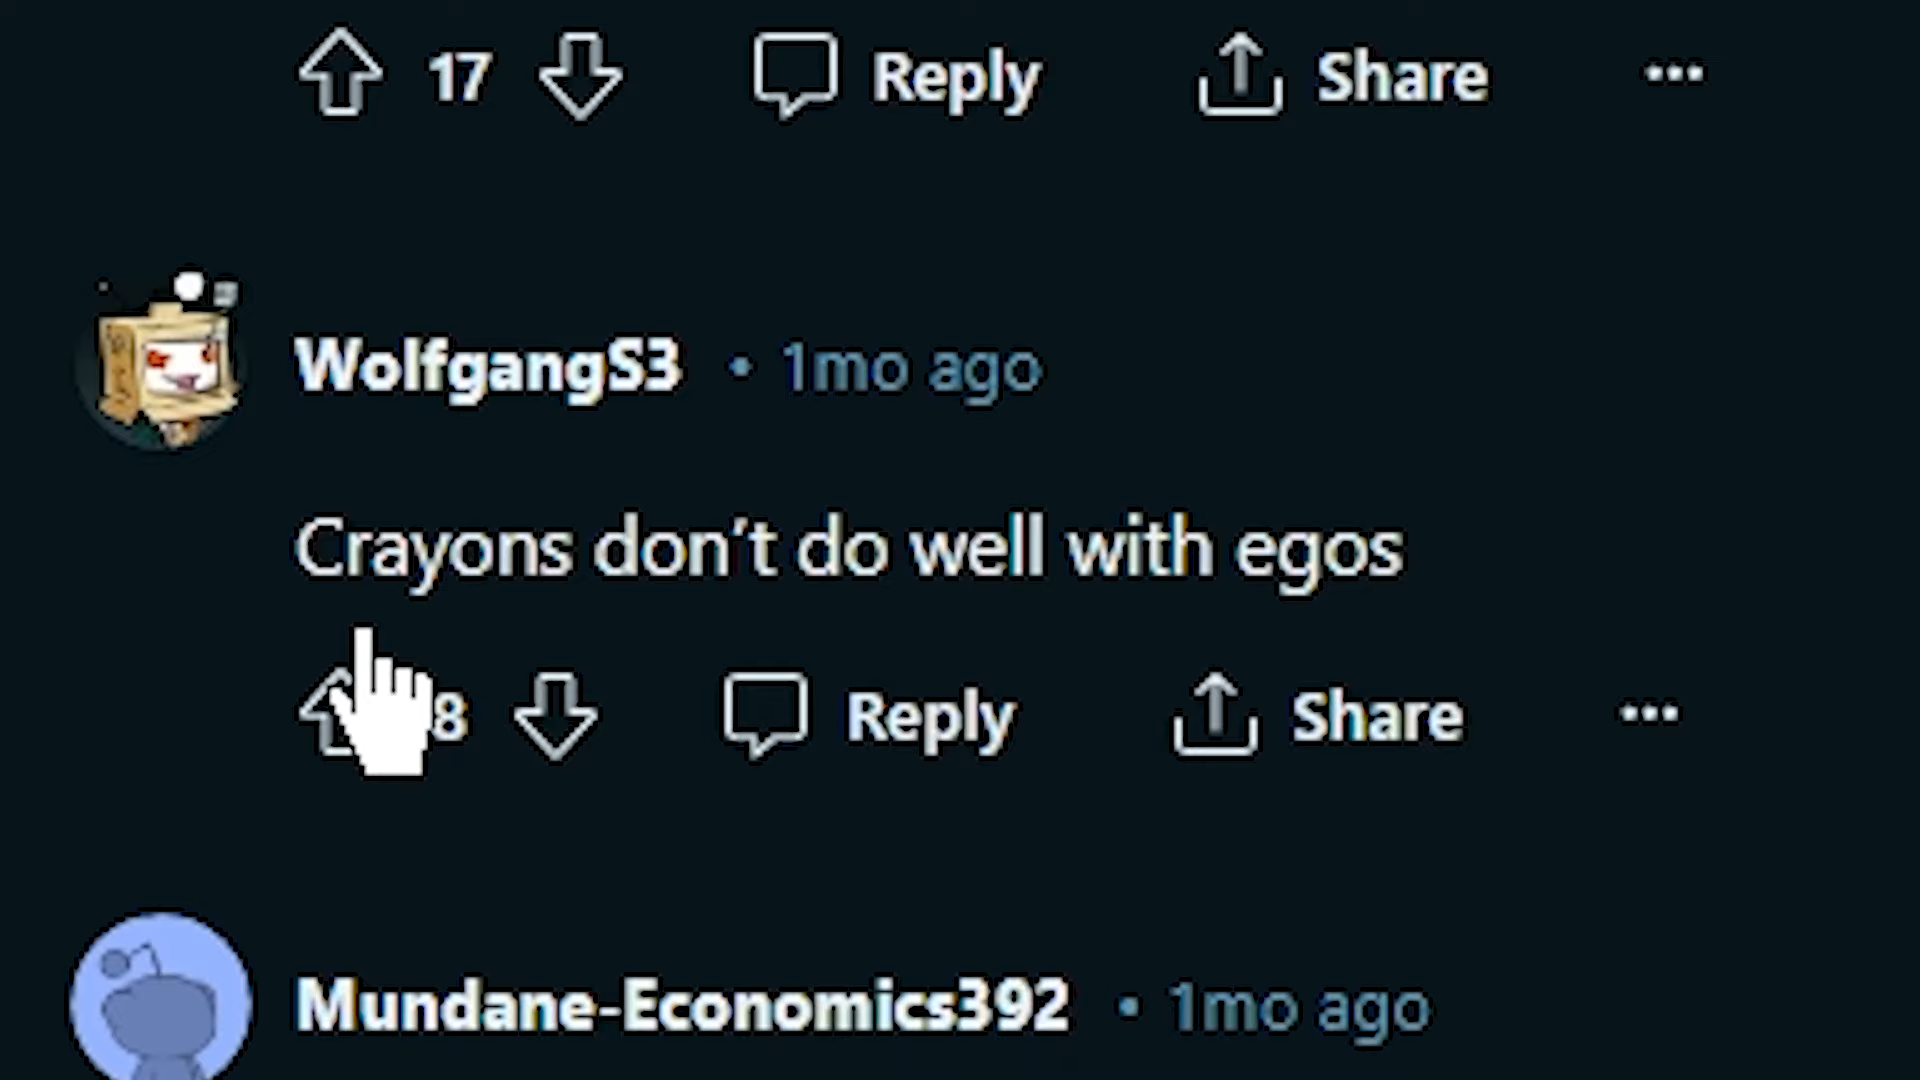 17 Reply Share
WolfgangS3 • 1mo ago
Crayons don't do well with egos
8 Reply Share
Mundane-Economics392 • 1mo ago